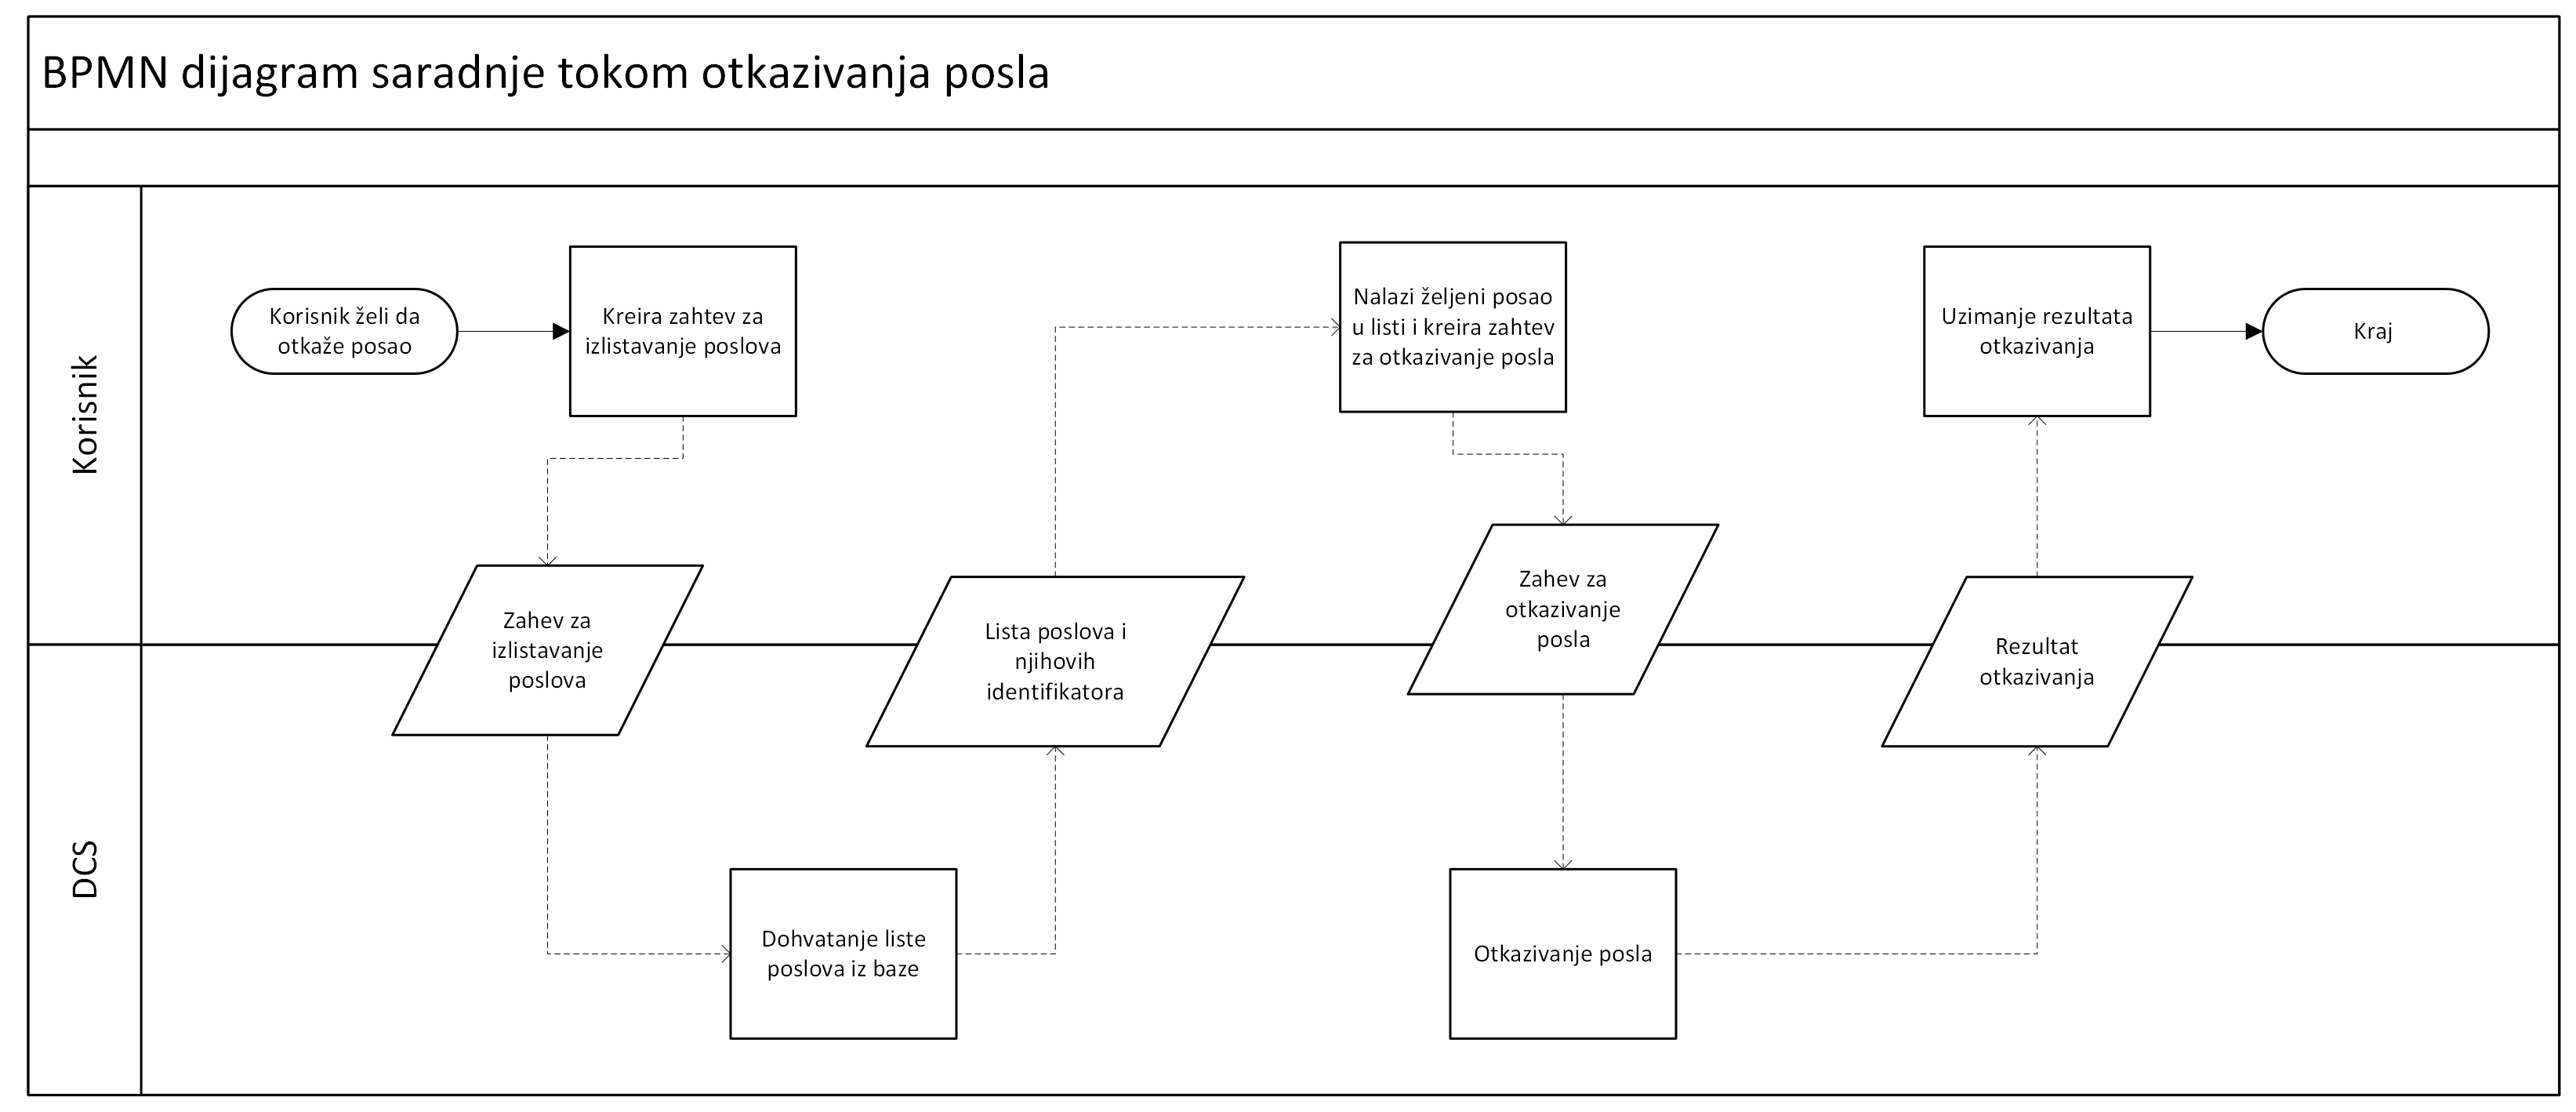 BPMN dijagram saradnje tokom otkazivanja posla
Korisnik
Korisnik želi da
otkaže posao
Kreira zahtev za
izlistavanje poslova
Nalazi željeni posao
u listi i kreira zahtev
za otkazivanje posla
Uzimanje rezultata
otkazivanja
Kraj
Zahev za
izlistavanje
poslova
Lista poslova i
njihovih
identifikatora
Zahev za
otkazivanje
posla
Rezultat
otkazivanja
DCS
Dohvatanje liste
poslova iz baze
Otkazivanje posla